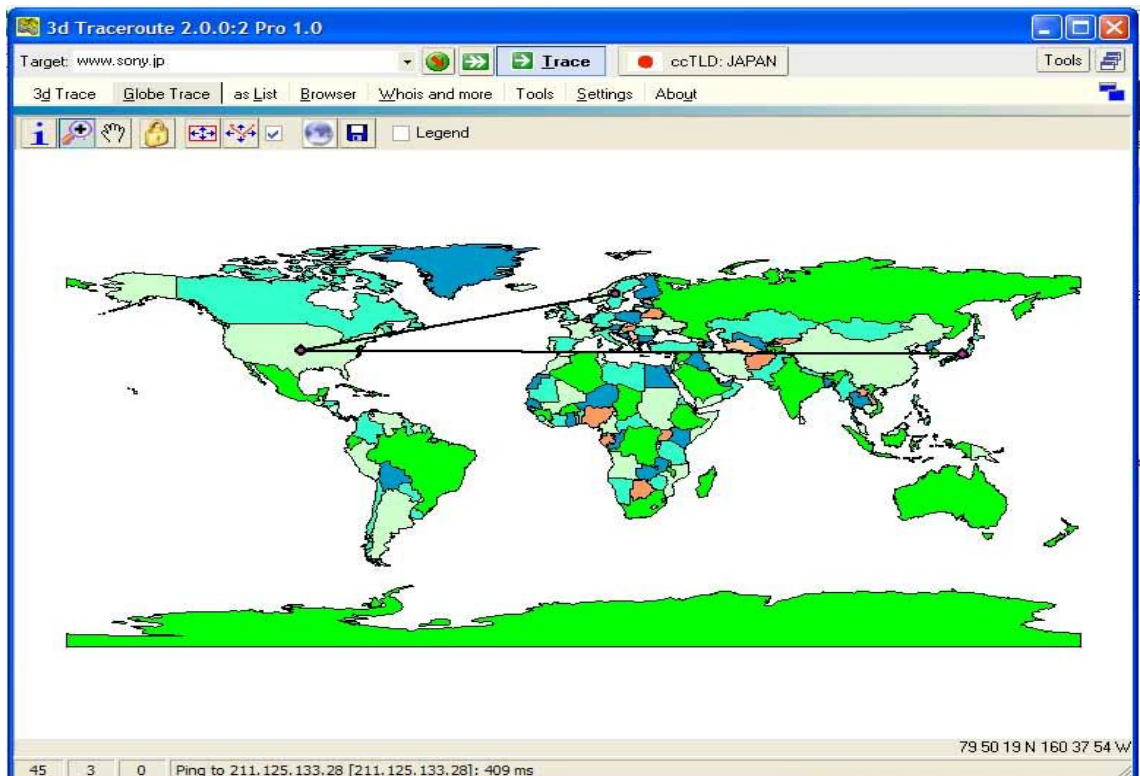 3d Traceroute 2.0.0:2 Pro 1.0
Target: www.sony.jp Trace ccTLD: JAPAN Tools
3d Trace Globe Trace as List Browser Whois and more Tools Settings About
Legend
79 50 19 N 160 37 54 W
45 3 0 Ping to 211.125.133.28 [211.125.133.28]: 409 ms